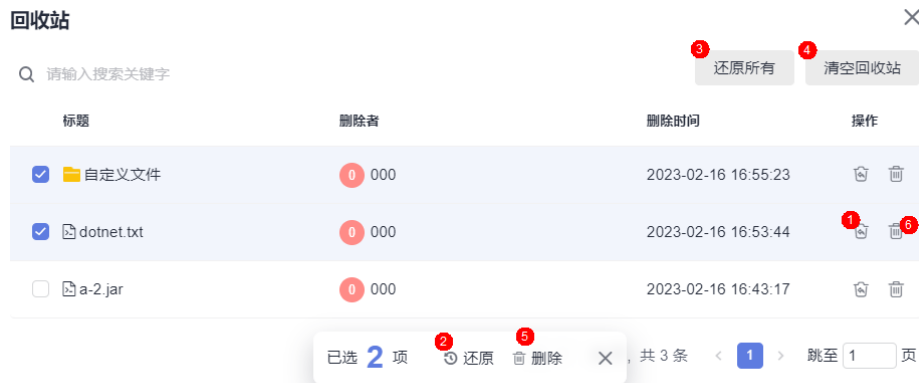 回收站
请输入搜索关键字
3 还原所有 4 清空回收站
标题 删除者 删除时间 操作
自定义文件 0 000 2023-02-16 16:55:23
dotnet.txt 0 000 2023-02-16 16:53:44 1 6
a-2.jar 0 000 2023-02-16 16:43:17
已选 2 项 2 还原 5 删除 , 共 3 条 < 1 > 跳至 1 页